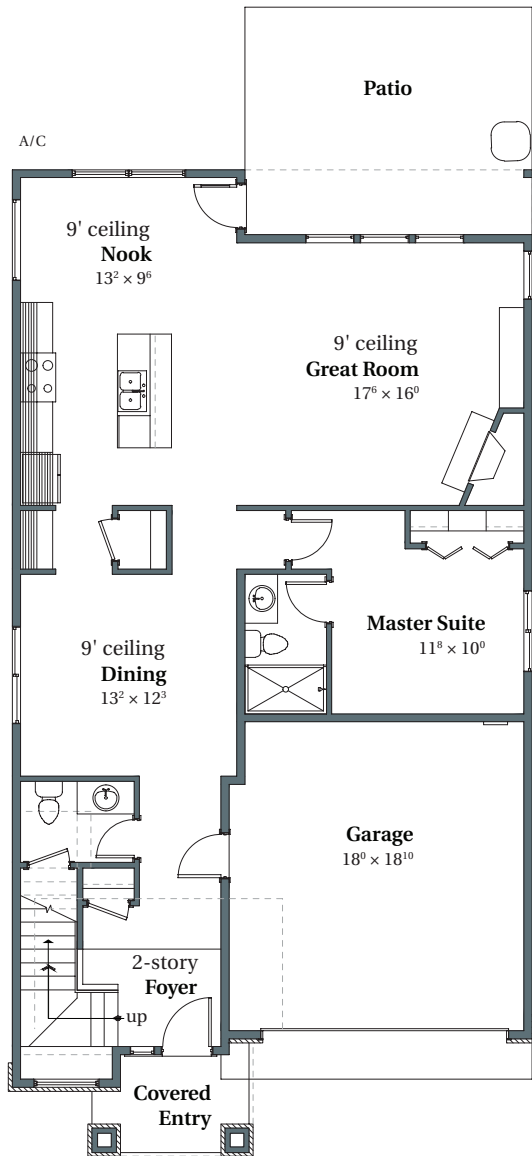 Patio
A/C
9' ceiling
Nook
13² × 9⁶
9' ceiling
Great Room
17⁶ × 16⁰
Master Suite
11⁸ × 10⁰
9' ceiling
Dining
13² × 12³
Garage
18⁰ × 18¹⁰
2-story
Foyer
up
Covered
Entry